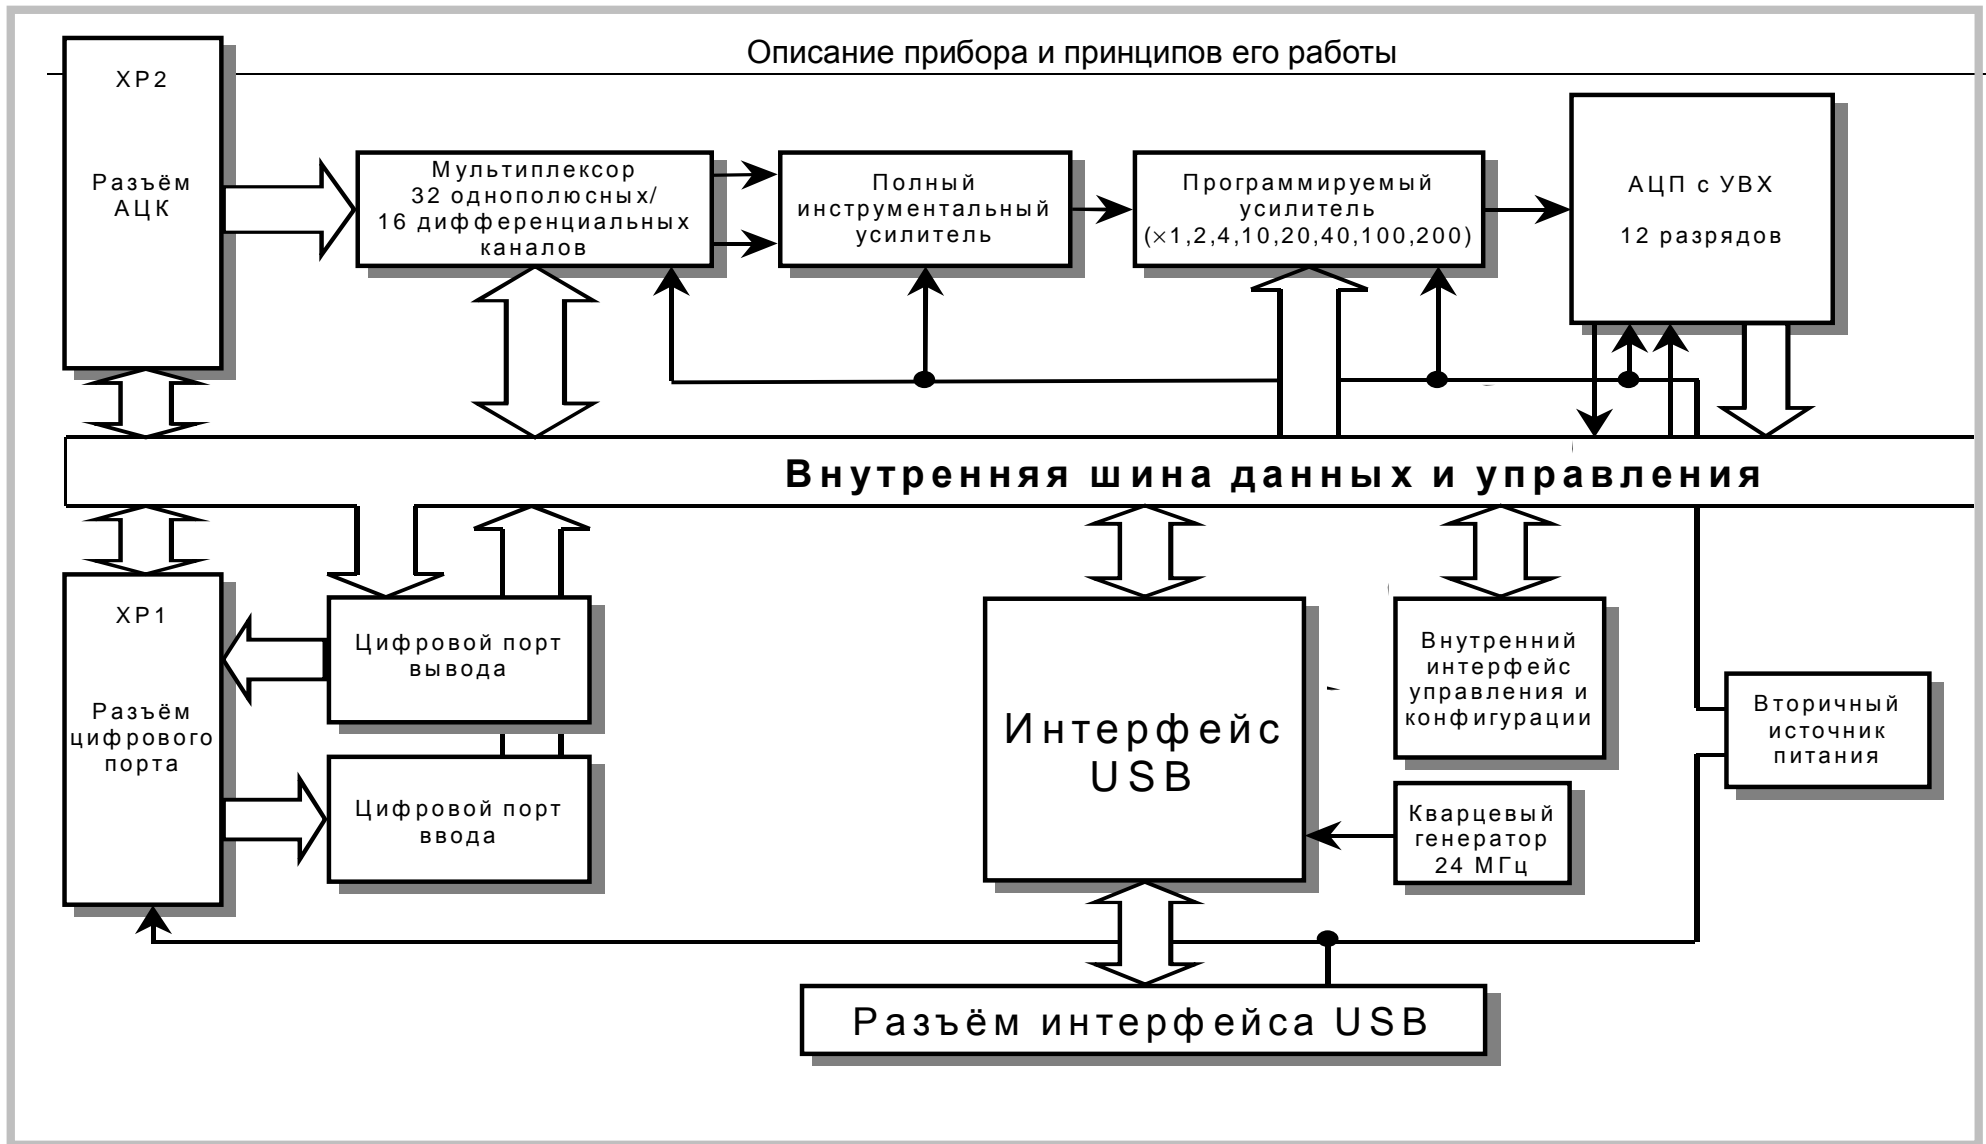 Описание прибора и принципов его работы
XP2
Разъём
АЦК
Мультиплексор
32 однополюсных/
16 дифференциальных
каналов
Полный
инструментальный
усилитель
Программируемый
усилитель
(×1,2,4,10,20,40,100,200)
АЦП с УВХ
12 разрядов
Внутренняя шина данных и управления
XP1
Разъём
цифрового
порта
Цифровой порт
вывода
Цифровой порт
ввода
Интерфейс
USB
Внутренний
интерфейс
управления и
конфигурации
Кварцевый
генератор
24 МГц
Вторичный
источник
питания
Разъём интерфейса USB